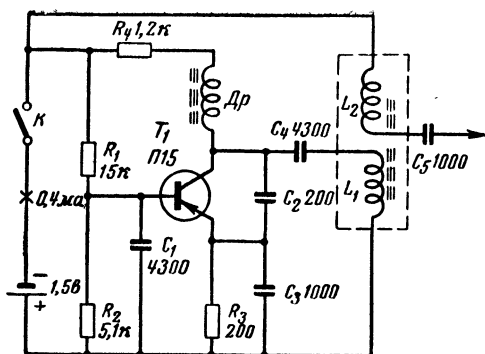 R₄ 1,2к
Др
К
R₁
15к
T₁
П15
C₄ 4300
L₂
L₁
C₅ 1000
0,4ма
C₂ 200
C₁
4300
−
1,5в
+
R₂
5,1к
R₃
200
C₃ 1000